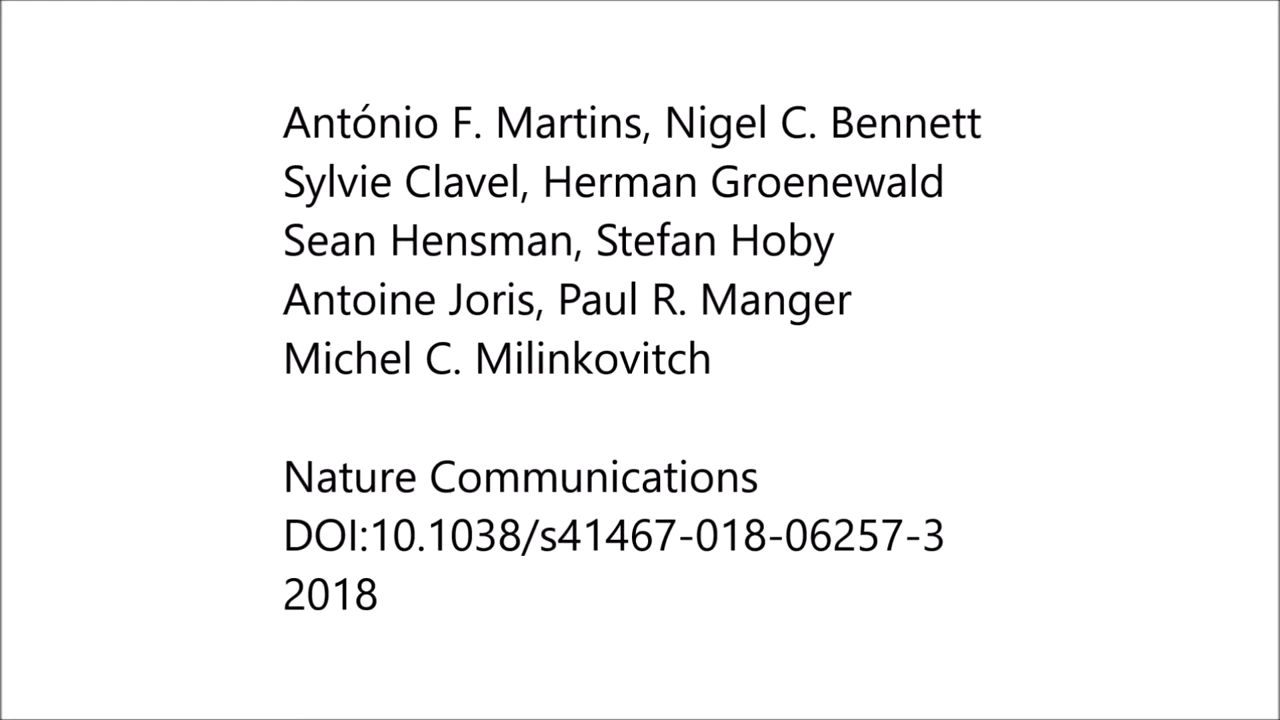 António F. Martins, Nigel C. Bennett
Sylvie Clavel, Herman Groenewald
Sean Hensman, Stefan Hoby
Antoine Joris, Paul R. Manger
Michel C. Milinkovitch
Nature Communications
DOI:10.1038/s41467-018-06257-3
2018